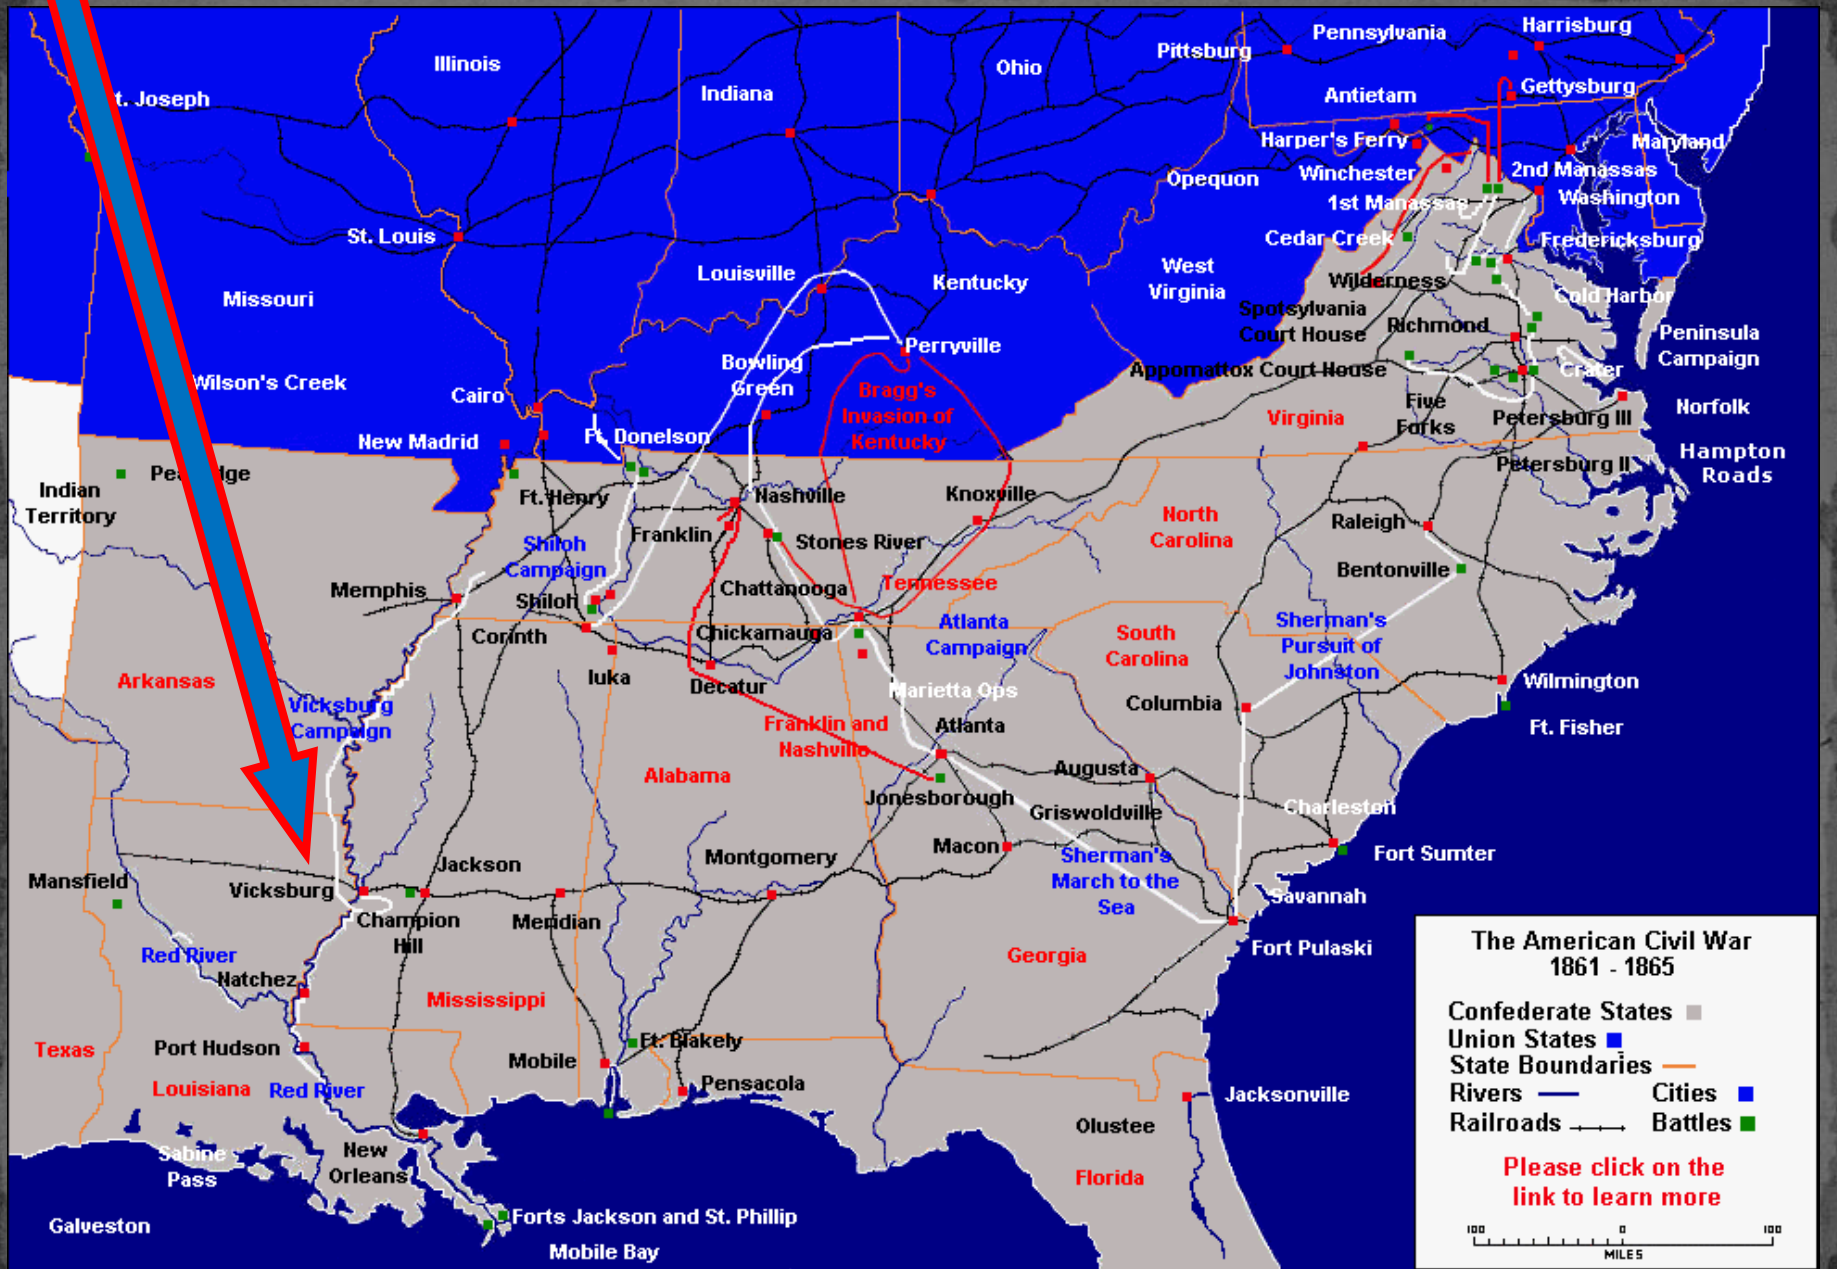 Harrisburg
Pennsylvania
Pittsburg
Illinois
Ohio
Indiana
Gettysburg
t. Joseph
Antietam
Harper's Ferry
Maryland
2nd Manassas
Winchester
Opequon
Washington
1st Manassas
St. Louis
Cedar Creek
Fredericksburg
Louisville
West
Virginia
Kentucky
Wilderness
Missouri
Cold Harbor
Spotsylvania
Court House
Richmond
Peninsula
Campaign
Perryville
Bowling
Green
Appomattox Court House
Crater
Wilson's Creek
Cairo
Bragg's
Invasion of
Kentucky
Five
Forks
Norfolk
Virginia
Petersburg III
New Madrid
Ft. Donelson
Hampton
Roads
Petersburg II
Pea dge
Indian
Territory
Ft. Henry
Nashville
Knoxville
North
Carolina
Raleigh
Franklin
Stones River
Shiloh
Campaign
Bentonville
Memphis
Chattanooga
Tennessee
Shiloh
Sherman's
Pursuit of
Johnston
Atlanta
Campaign
Corinth
Chickamauga
South
Carolina
Arkansas
Iuka
Decatur
Marietta Ops
Wilmington
Vicksburg
Campaign
Columbia
Franklin and
Nashville
Atlanta
Ft. Fisher
Alabama
Augusta
Jonesborough
Griswoldville
Charleston
Macon
Fort Sumter
Jackson
Montgomery
Sherman's
March to the
Sea
Mansfield
Vicksburg
Savannah
Champion
Hill
Meridian
Fort Pulaski
Red River
Georgia
Natchez
Mississippi
Texas
Port Hudson
Ft. Blakely
Mobile
Louisiana
Red River
Pensacola
Jacksonville
Olustee
Sabine
Pass
New
Orleans
Florida
Galveston
Forts Jackson and St. Phillip
Mobile Bay
The American Civil War
1861 - 1865
Confederate States
Union States
State Boundaries
Rivers
Cities
Railroads
Battles
Please click on the
link to learn more
100 0 100
MILES